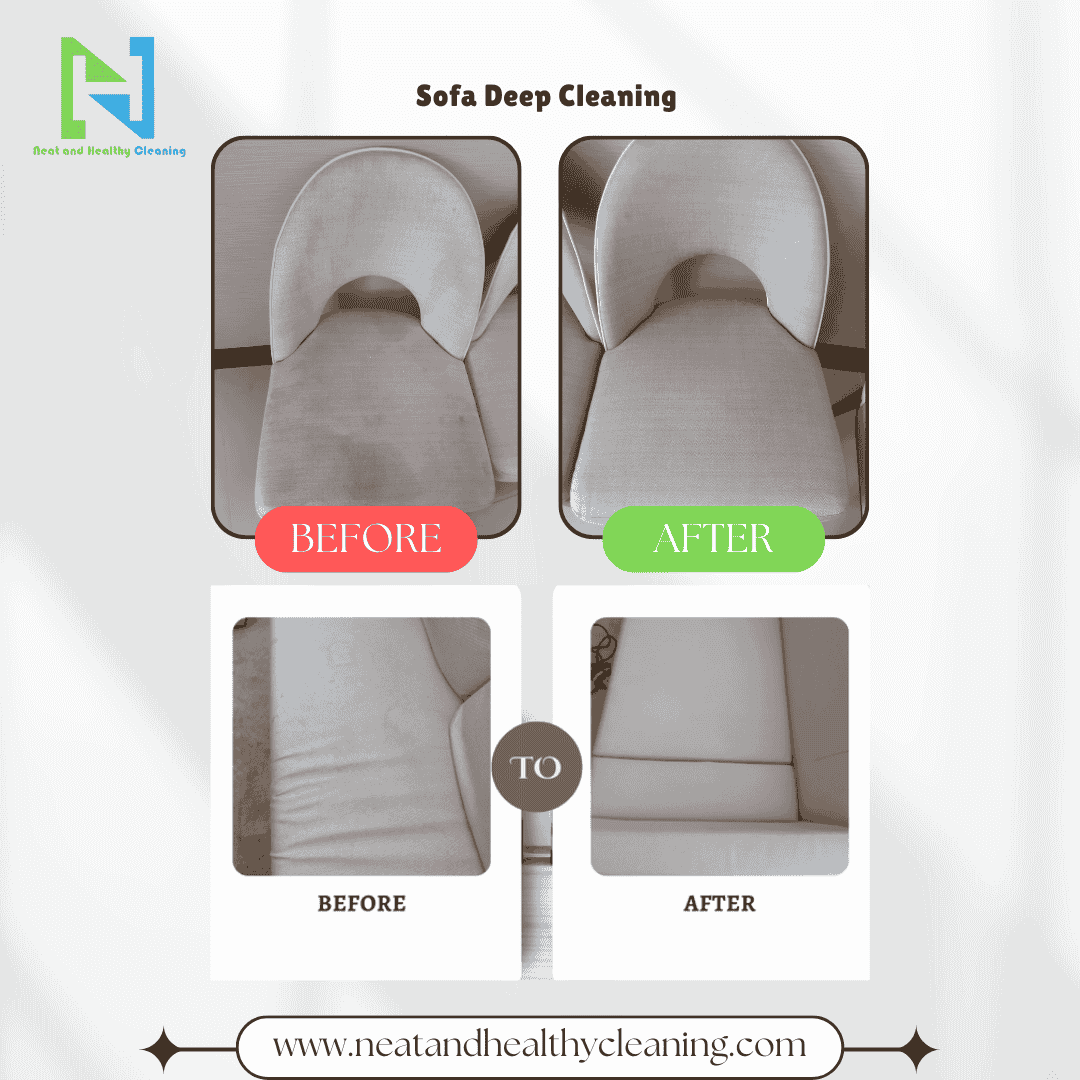 Neat and Healthy Cleaning
Sofa Deep Cleaning
BEFORE
AFTER
TO
BEFORE
AFTER
www.neatandhealthycleaning.com